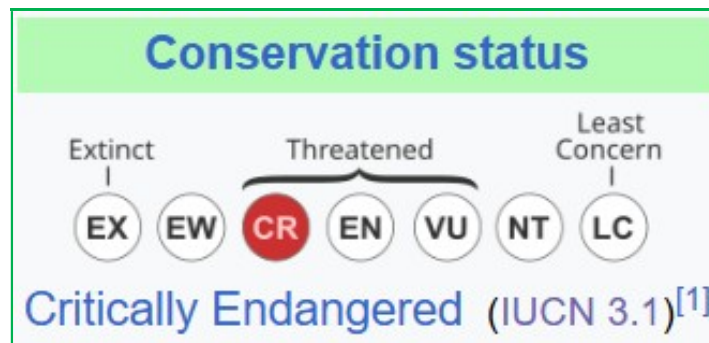 Conservation status
Least
Extinct Threatened Concern
EX EW CR EN VU NT LC
Critically Endangered (IUCN 3.1)[1]